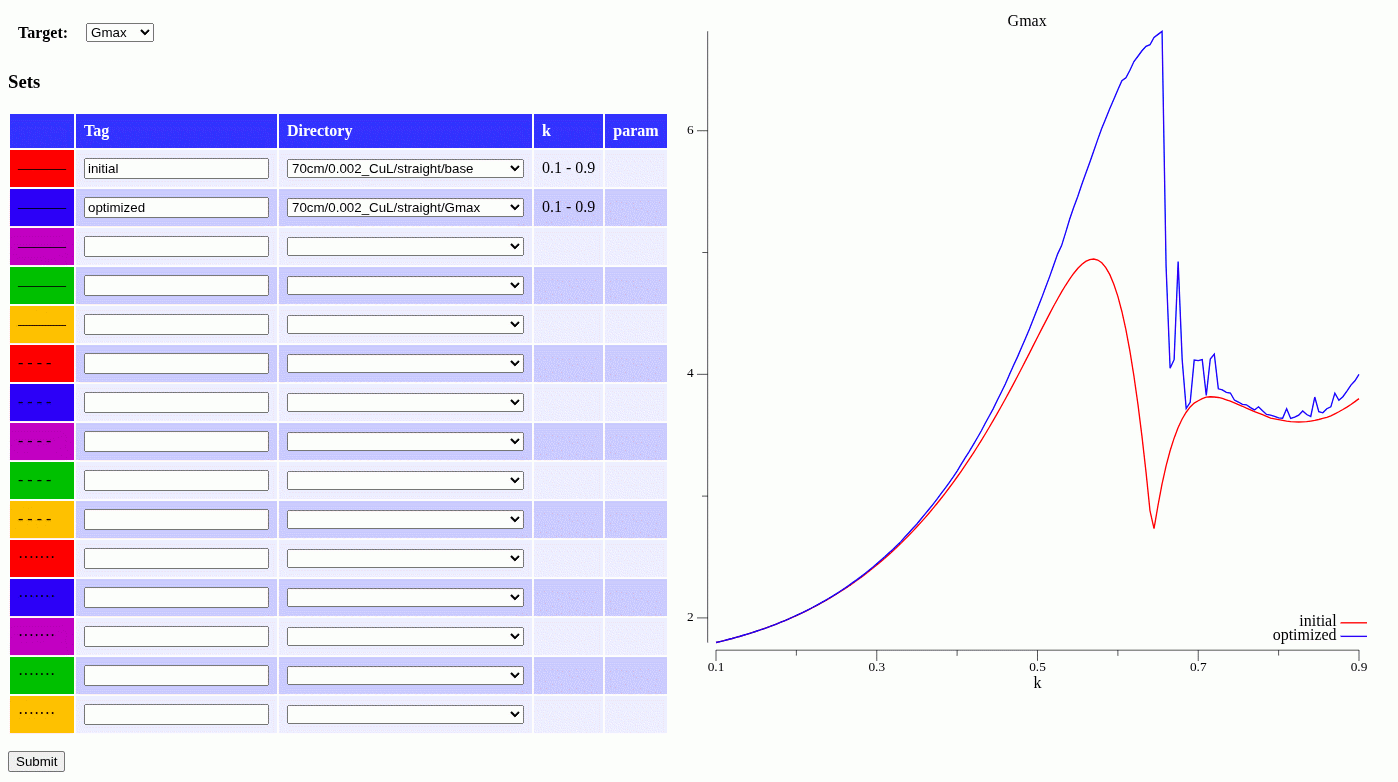 Target: Gmax
Sets
Tag Directory k param
initial 70cm/0.002_CuL/straight/base 0.1 - 0.9
optimized 70cm/0.002_CuL/straight/Gmax 0.1 - 0.9
Submit
Gmax
6
4
2
initial
optimized
0.1 0.3 0.5 0.7 0.9
k